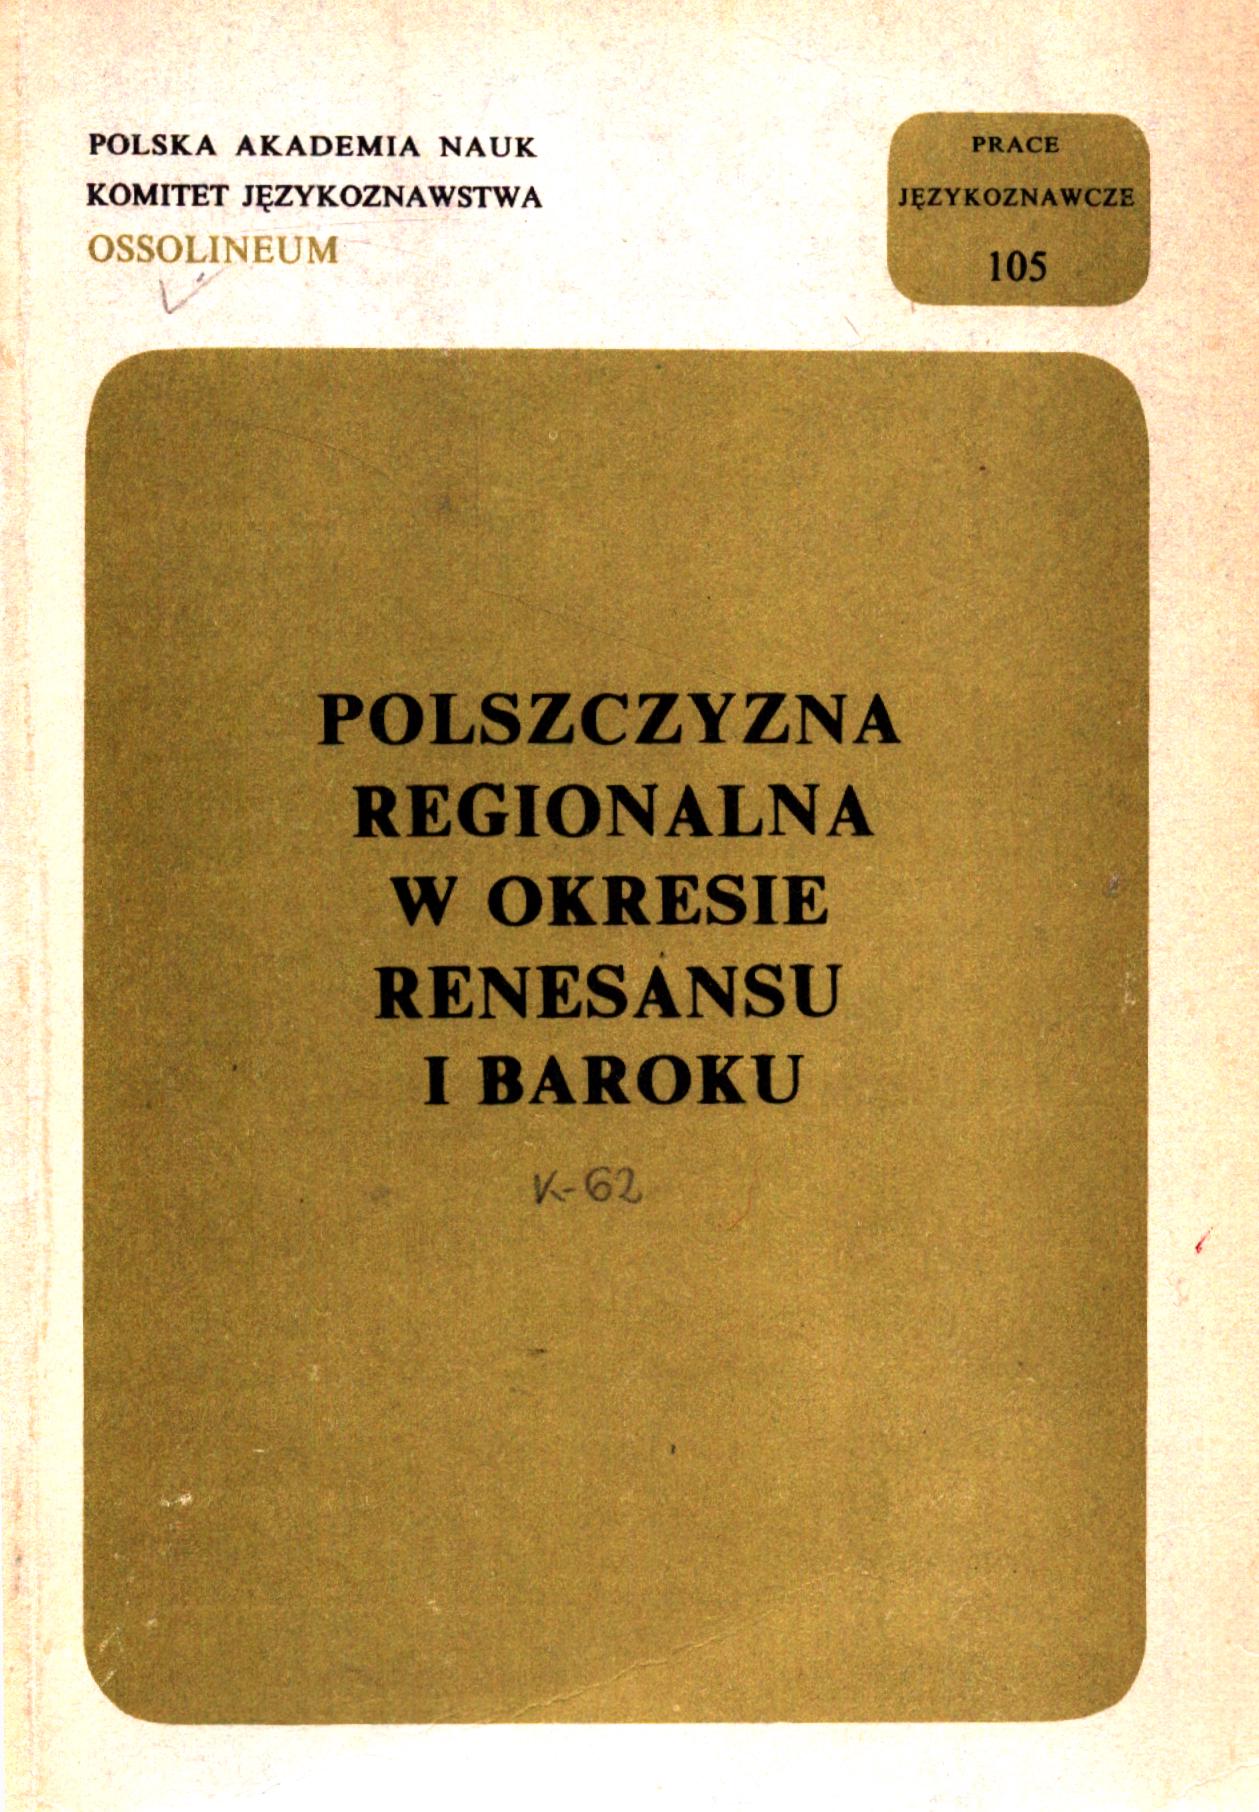 POLSKA AKADEMIA NAUK
KOMITET JĘZYKOZNAWSTWA
OSSOLINEUM
PRACE
JĘZYKOZNAWCZE
105
POLSZCZYZNA
REGIONALNA
W OKRESIE
RENESANSU
I BAROKU
K-62